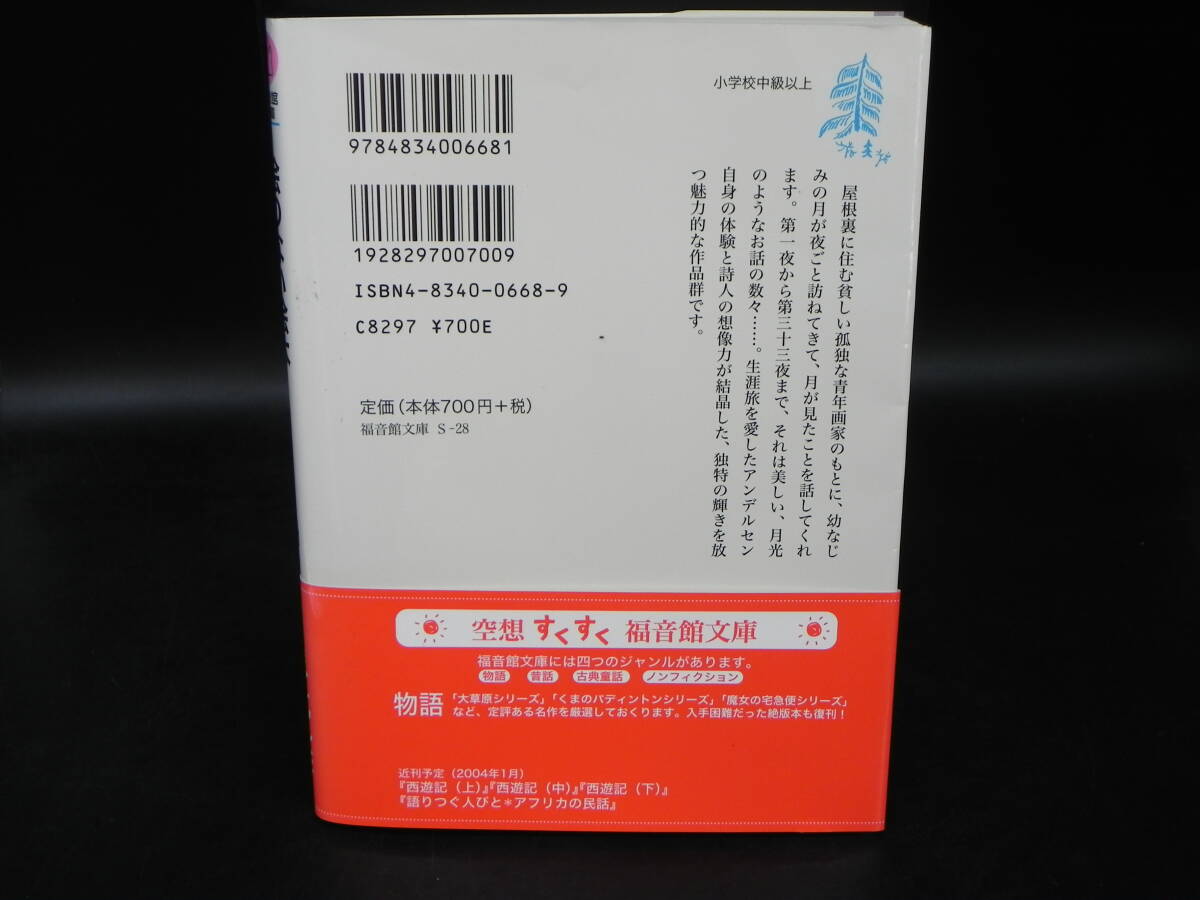 小学校中級以上
9784834006681
1928297007009
ISBN4-8340-0668-9
C8297 ¥700E
定価(本体700円+税)
福音館文庫 S-28
屋根裏に住む貧しい孤独な青年画家のもとに、幼なじ
みの月が夜ごと訪ねてきて、月が見たことを話してくれ
ます。第一夜から第三十三夜まで、それは美しい、月光
のようなお話の数々……。生涯旅を愛したアンデルセン
自身の体験と詩人の想像力が結晶した、独特の輝きを放
つ魅力的な作品群です。
空想 すくすく 福音館文庫
福音館文庫には四つのジャンルがあります。
物語 昔話 古典童話 ノンフィクション
物語 「大草原シリーズ」「くまのパディントンシリーズ」「魔女の宅急便シリーズ」
など、定評ある名作を厳選しておくります。入手困難だった絶版本も復刊!
近刊予定(2004年1月)
『西遊記(上)』『西遊記(中)』『西遊記(下)』
『語りつぐ人びと*アフリカの民話』